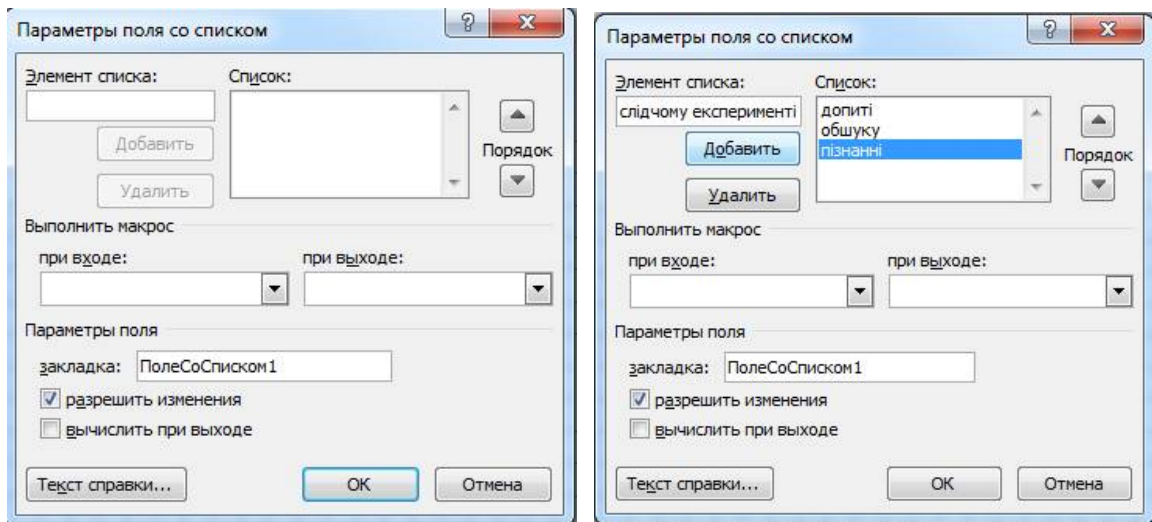 Параметры поля со списком
Элемент списка:
Список:
Добавить
Удалить
Порядок
Выполнить макрос
при входе:
при выходе:
Параметры поля
закладка: ПолеСоСписком1
разрешить изменения
вычислить при выходе
Текст справки...
ОК
Отмена
Параметры поля со списком
Элемент списка:
Список:
слідчому експерименті
допиті
обшуку
пізнанні
Добавить
Удалить
Порядок
Выполнить макрос
при входе:
при выходе:
Параметры поля
закладка: ПолеСоСписком1
разрешить изменения
вычислить при выходе
Текст справки...
ОК
Отмена